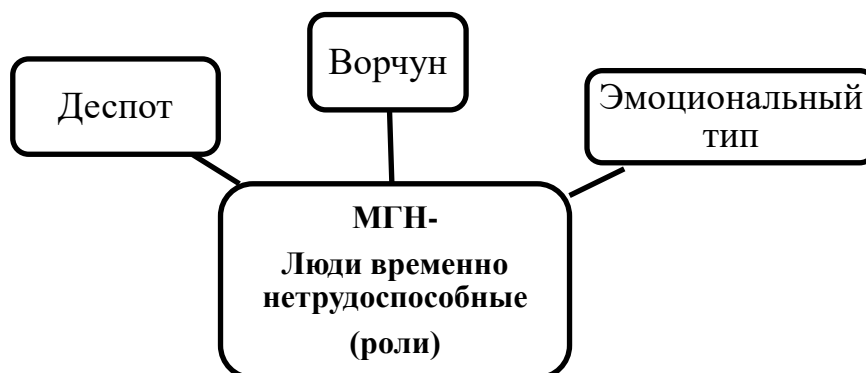 Деспот
Ворчун
Эмоциональный
тип
МГН-
Люди временно
нетрудоспособные
(роли)